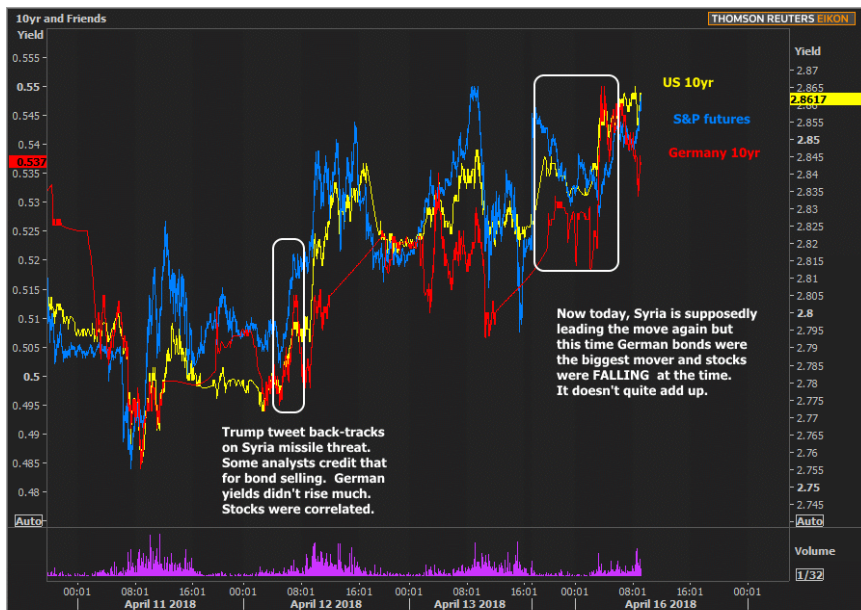 10yr and Friends
THOMSON REUTERS EIKON
Yield
Yield
0.555
0.55
0.545
0.54
0.537
0.535
0.53
0.525
0.52
0.515
0.51
0.505
0.5
0.495
0.49
0.485
0.48
Auto
2.87
2.865
2.8617
2.86
2.855
2.85
2.845
2.84
2.835
2.83
2.825
2.82
2.815
2.81
2.805
2.8
2.795
2.79
2.785
2.78
2.775
2.77
2.765
2.76
2.755
2.75
2.745
Auto
US 10yr
S&P futures
Germany 10yr
Now today, Syria is supposedly
leading the move again but
this time German bonds were
the biggest mover and stocks
were FALLING at the time.
It doesn't quite add up.
Trump tweet back-tracks
on Syria missile threat.
Some analysts credit that
for bond selling. German
yields didn't rise much.
Stocks were correlated.
Volume
1/32
00:01 08:01 16:01 00:01 08:01 16:01 00:01 08:01 16:01 00:01 08:01 16:01 00:01
April 11 2018 April 12 2018 April 13 2018 April 16 2018